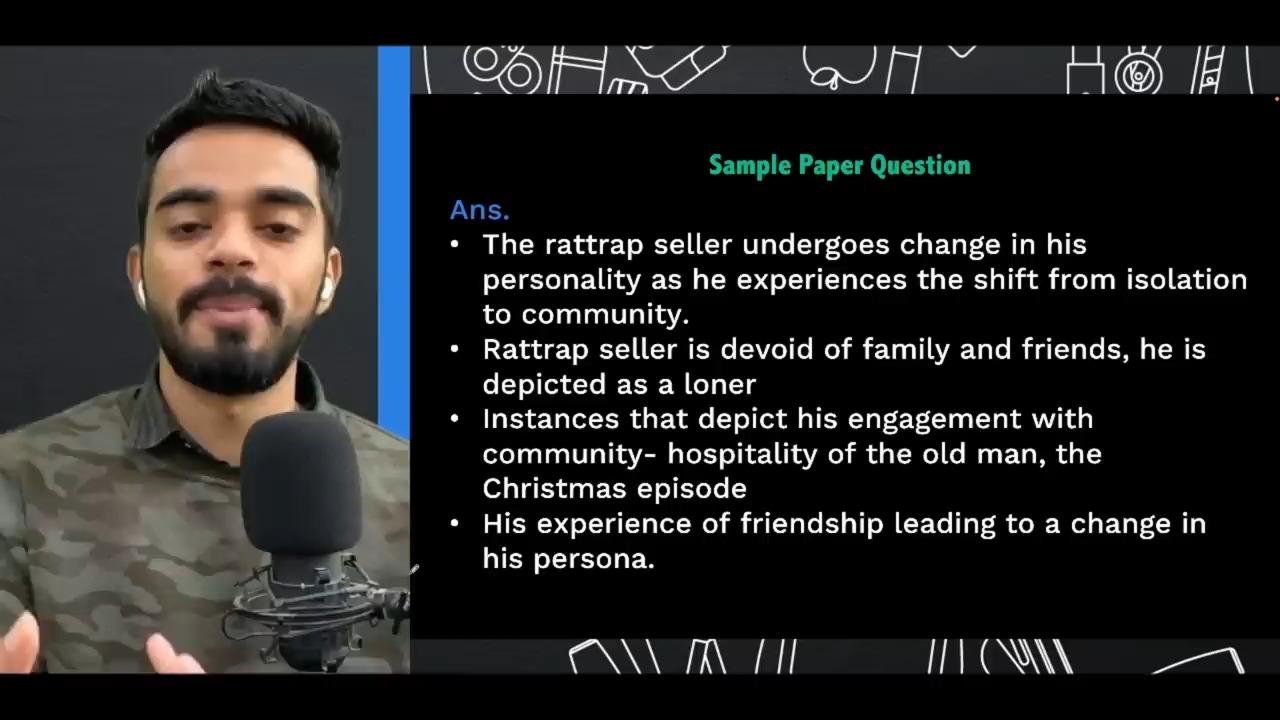 Sample Paper Question
Ans.
• The rattrap seller undergoes change in his
personality as he experiences the shift from isolation
to community.
• Rattrap seller is devoid of family and friends, he is
depicted as a loner
• Instances that depict his engagement with
community- hospitality of the old man, the
Christmas episode
• His experience of friendship leading to a change in
his persona.